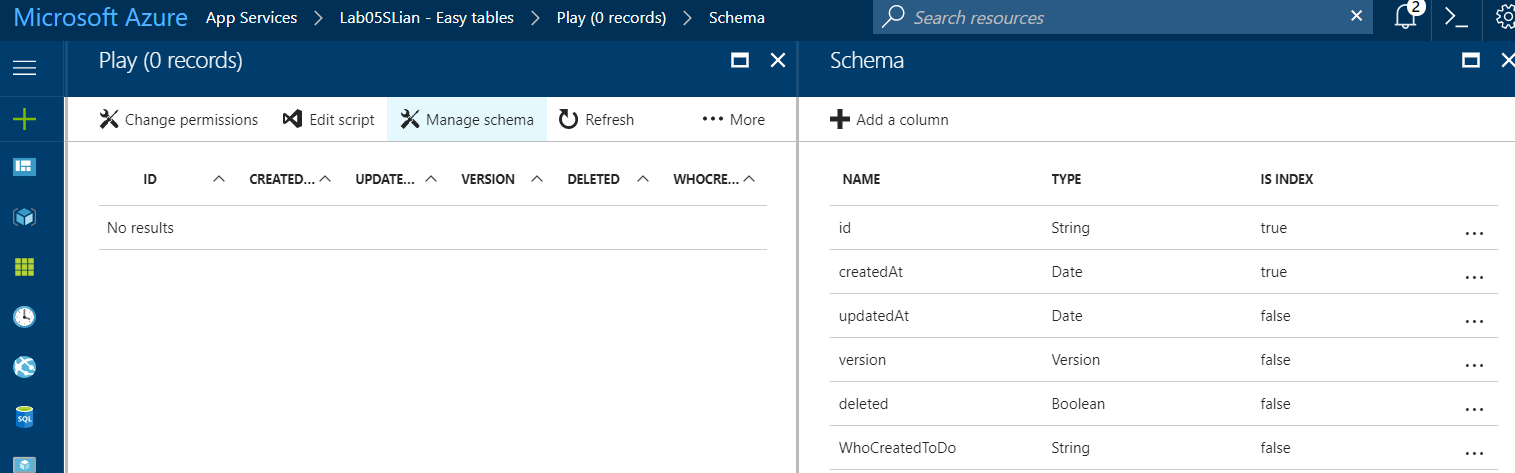 Microsoft Azure App Services > Lab05SLian - Easy tables > Play (0 records) > Schema Search resources 2
Play (0 records)
Schema
Change permissions Edit script Manage schema Refresh ... More
Add a column
ID CREATED... UPDATE... VERSION DELETED WHOCRE...
No results
NAME TYPE IS INDEX
id String true ...
createdAt Date true ...
updatedAt Date false ...
version Version false ...
deleted Boolean false ...
WhoCreatedToDo String false ...
SQL